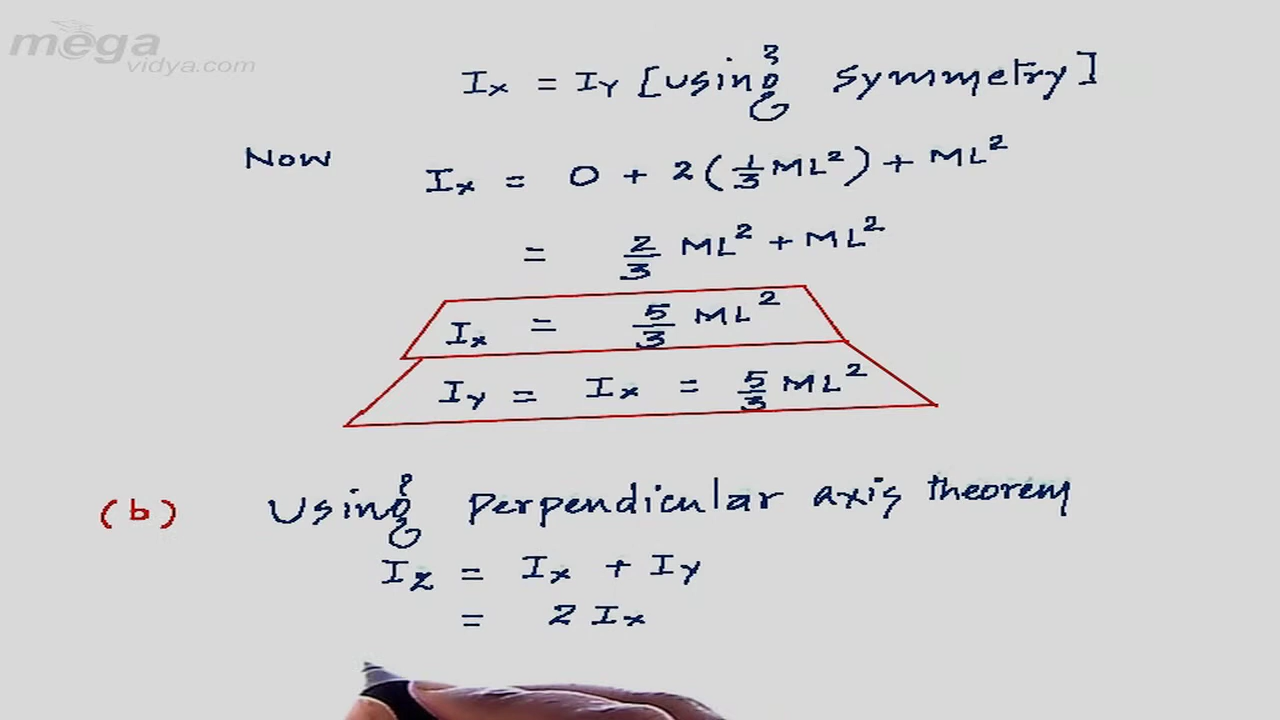 mega
vidya.com
Ix = IY [using symmetry]
Now Ix = 0 + 2(1/3 ML²) + ML²
= 2/3 ML² + ML²
Ix = 5/3 ML²
IY = Ix = 5/3 ML²
(b) Using perpendicular axis theorem
Iz = Ix + IY
= 2 Ix